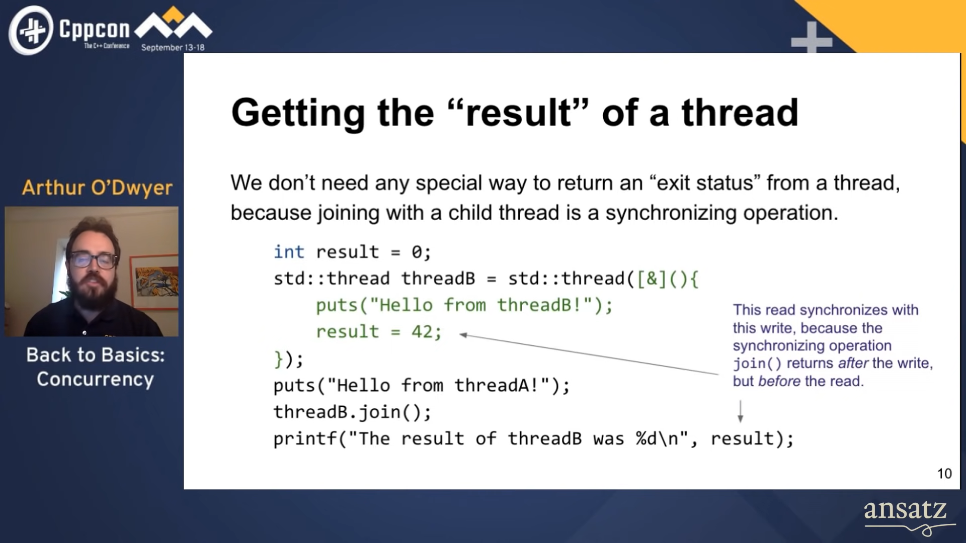 Cppcon
The C++ Conference
September 13-18
Getting the “result” of a thread
We don’t need any special way to return an “exit status” from a thread,
because joining with a child thread is a synchronizing operation.
int result = 0;
std::thread threadB = std::thread([&](){
puts("Hello from threadB!");
result = 42;
});
puts("Hello from threadA!");
threadB.join();
printf("The result of threadB was %d\n", result);
This read synchronizes with
this write, because the
synchronizing operation
join() returns after the write,
but before the read.
10
Arthur O’Dwyer
Back to Basics:
Concurrency
ansatz